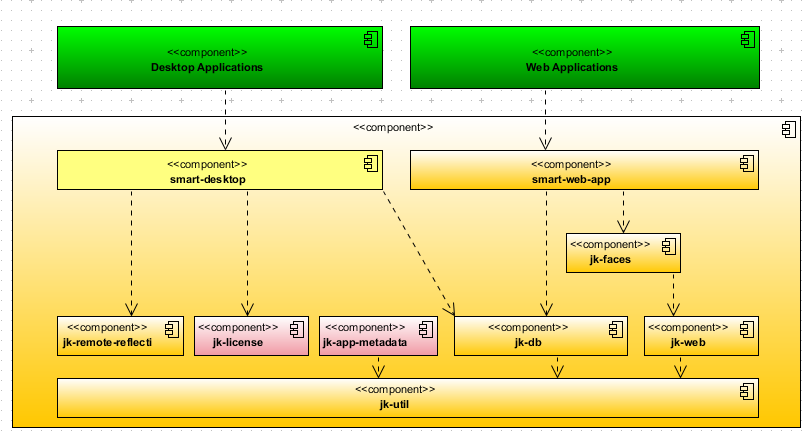 <<component>>
Desktop Applications
<<component>>
Web Applications
<<component>>
<<component>>
smart-desktop
<<component>>
smart-web-app
<<component>>
jk-faces
<<component>>
jk-remote-reflecti
<<component>>
jk-license
<<component>>
jk-app-metadata
<<component>>
jk-db
<<component>>
jk-web
<<component>>
jk-util